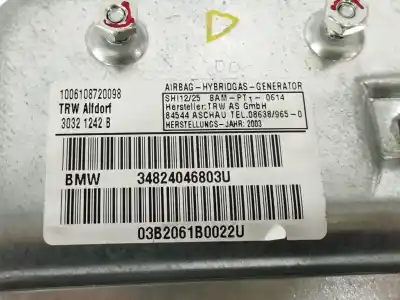 1006108720098
TRW Alfdorf
3032 1242 B
AIRBAG-HYBRIDGAS-GENERATOR
SHI12/25 BAM-PT1-0614
Hersteller:TRW AS GmbH
84544 ASCHAU TEL.08638/965-0
HERSTELLUNGS-JAHR: 2003
BMW 34824046803U
03B2061B0022U